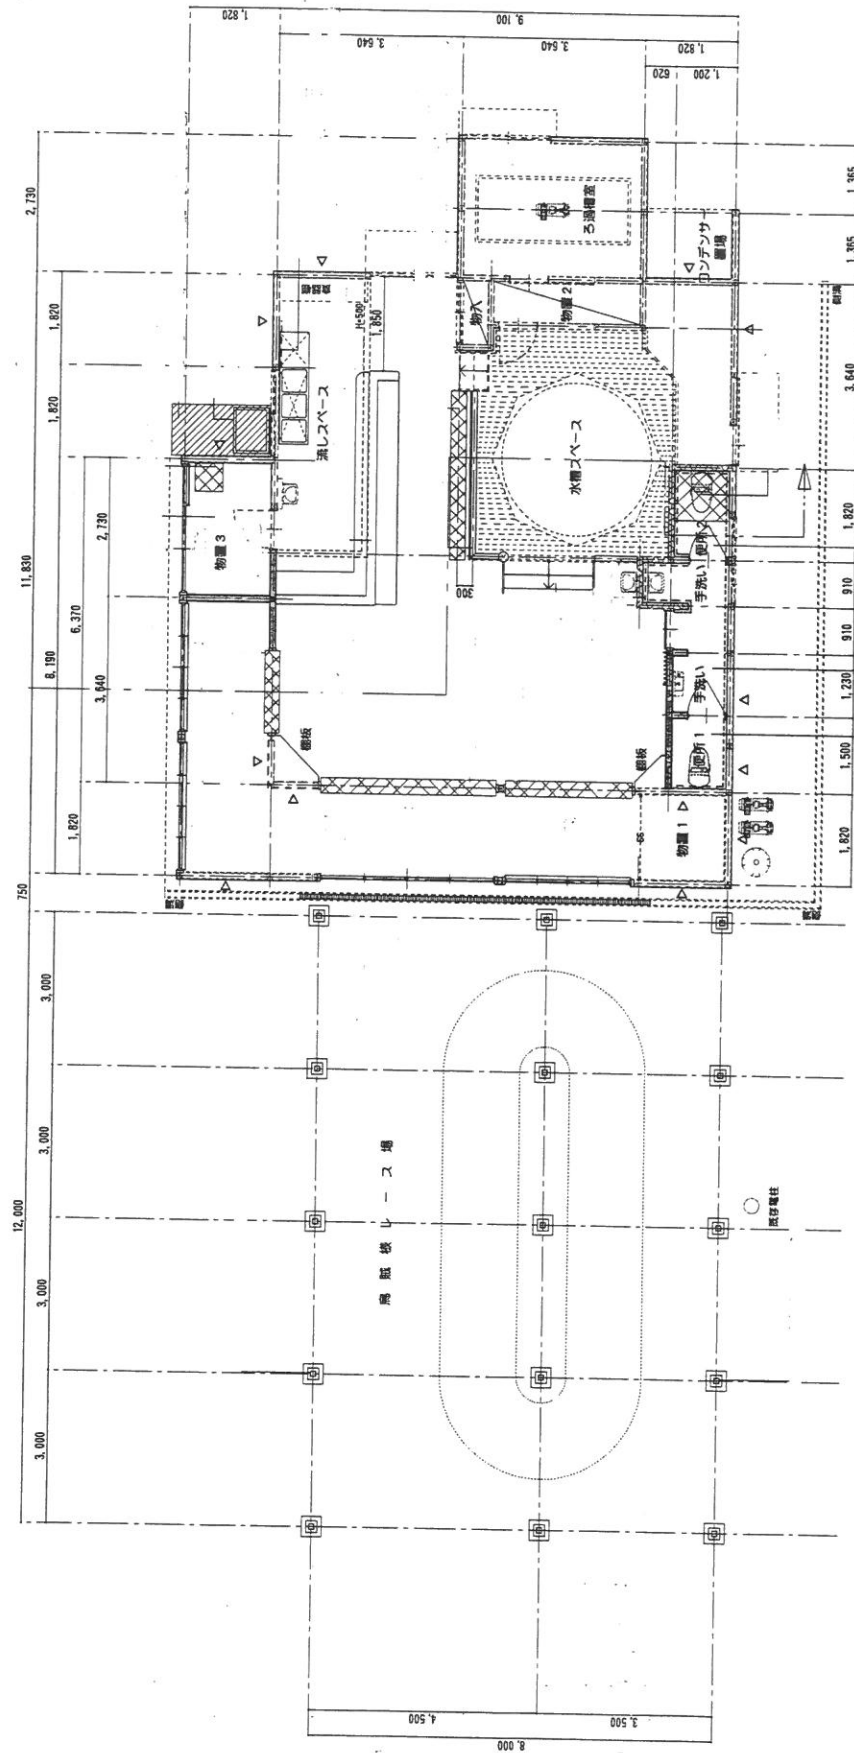 1,820
9,100
3,640
3,640
1,820
620
1,200
2,730
11,830
750
12,000
1,820
1,820
8,190
2,730
6,370
3,640
1,820
3,000
3,000
3,000
3,000
ろ過槽室
コンデンサー
置場
物入
物置2
H=500
1,850
流しスペース
水槽スペース
物置3
300
便所2
手洗い
手洗い
便所1
棚板
棚板
物置1
1,365
1,365
3,640
1,820
910
910
1,230
1,500
1,820
烏賊様レース場
既存電柱
4,500
3,500
8,000